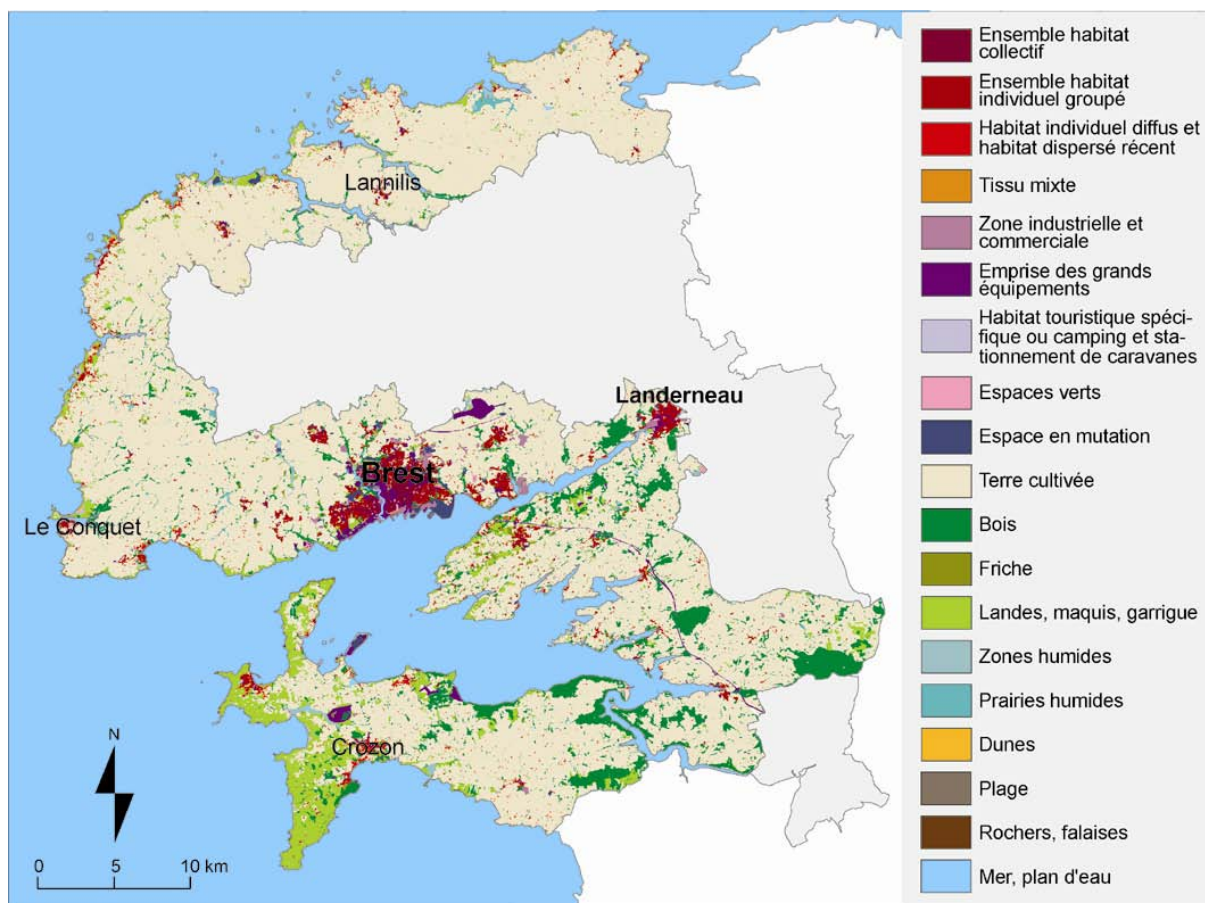 Lannilis
Landerneau
Brest
Le Conquet
Crozon
N
0 5 10 km
Ensemble habitat
collectif
Ensemble habitat
individuel groupé
Habitat individuel diffus et
habitat dispersé récent
Tissu mixte
Zone industrielle et
commerciale
Emprise des grands
équipements
Habitat touristique spéci-
fique ou camping et sta-
tionnement de caravanes
Espaces verts
Espace en mutation
Terre cultivée
Bois
Friche
Landes, maquis, garrigue
Zones humides
Prairies humides
Dunes
Plage
Rochers, falaises
Mer, plan d'eau